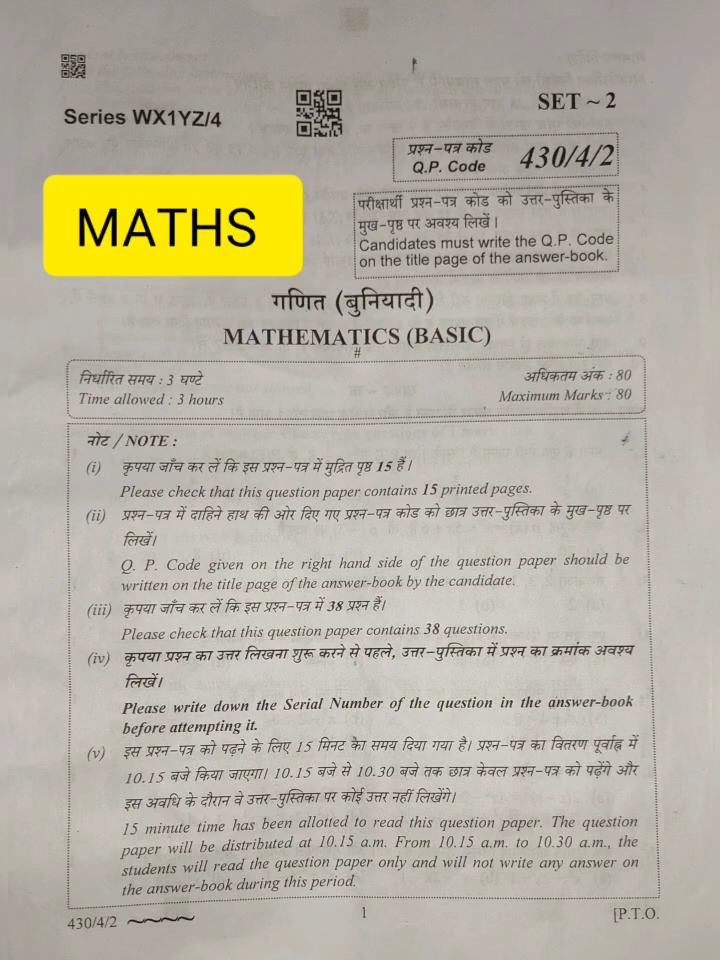 Series WX1YZ/4
SET ~ 2
प्रश्न-पत्र कोड
Q.P. Code
430/4/2
MATHS
परीक्षार्थी प्रश्न-पत्र कोड को उत्तर-पुस्तिका के
मुख-पृष्ठ पर अवश्य लिखें।
Candidates must write the Q.P. Code
on the title page of the answer-book.
गणित (बुनियादी)
MATHEMATICS (BASIC)
#
निर्धारित समय : 3 घण्टे
अधिकतम अंक : 80
Time allowed : 3 hours
Maximum Marks : 80
नोट / NOTE :
(i) कृपया जाँच कर लें कि इस प्रश्न-पत्र में मुद्रित पृष्ठ 15 हैं।
Please check that this question paper contains 15 printed pages.
(ii) प्रश्न-पत्र में दाहिने हाथ की ओर दिए गए प्रश्न-पत्र कोड को छात्र उत्तर-पुस्तिका के मुख-पृष्ठ पर
लिखें।
Q. P. Code given on the right hand side of the question paper should be
written on the title page of the answer-book by the candidate.
(iii) कृपया जाँच कर लें कि इस प्रश्न-पत्र में 38 प्रश्न हैं।
Please check that this question paper contains 38 questions.
(iv) कृपया प्रश्न का उत्तर लिखना शुरू करने से पहले, उत्तर-पुस्तिका में प्रश्न का क्रमांक अवश्य
लिखें।
Please write down the Serial Number of the question in the answer-book
before attempting it.
(v) इस प्रश्न-पत्र को पढ़ने के लिए 15 मिनट का समय दिया गया है। प्रश्न-पत्र का वितरण पूर्वाह्न में
10.15 बजे किया जाएगा। 10.15 बजे से 10.30 बजे तक छात्र केवल प्रश्न-पत्र को पढ़ेंगे और
इस अवधि के दौरान वे उत्तर-पुस्तिका पर कोई उत्तर नहीं लिखेंगे।
15 minute time has been allotted to read this question paper. The question
paper will be distributed at 10.15 a.m. From 10.15 a.m. to 10.30 a.m., the
students will read the question paper only and will not write any answer on
the answer-book during this period.
430/4/2 ~~~~
1
[P.T.O.